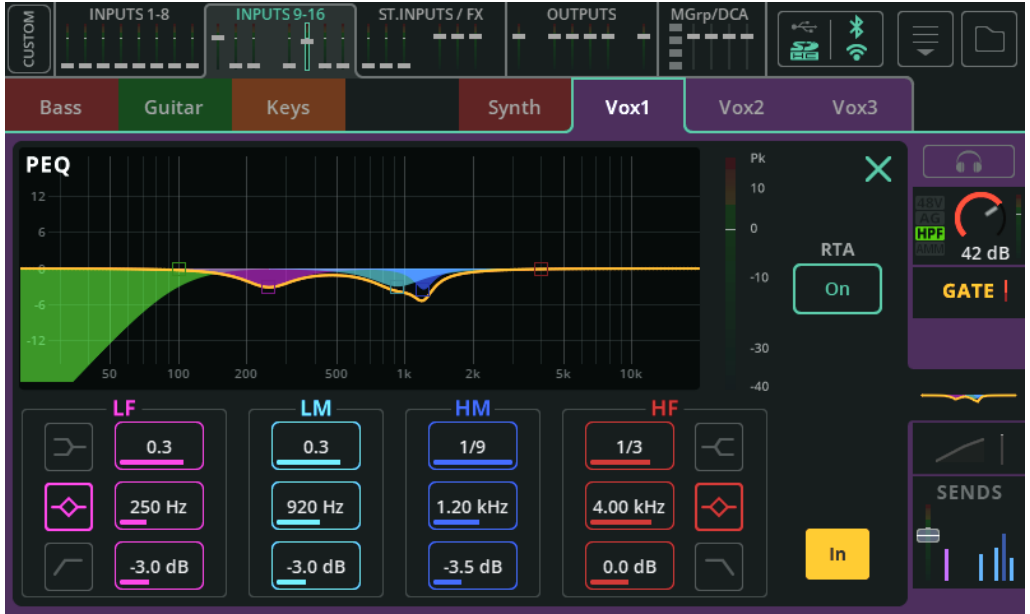 CUSTOM
INPUTS 1-8
INPUTS 9-16
ST.INPUTS / FX
OUTPUTS
MGrp/DCA
Bass
Guitar
Keys
Synth
Vox1
Vox2
Vox3
PEQ
12
6
0
-6
-12
50 100 200 500 1k 2k 5k 10k
Pk
10
0
-10
-30
-40
RTA
On
48V
AG
HPF
AMM
42 dB
GATE
LF
0.3
250 Hz
-3.0 dB
LM
0.3
920 Hz
-3.0 dB
HM
1/9
1.20 kHz
-3.5 dB
HF
1/3
4.00 kHz
0.0 dB
In
SENDS